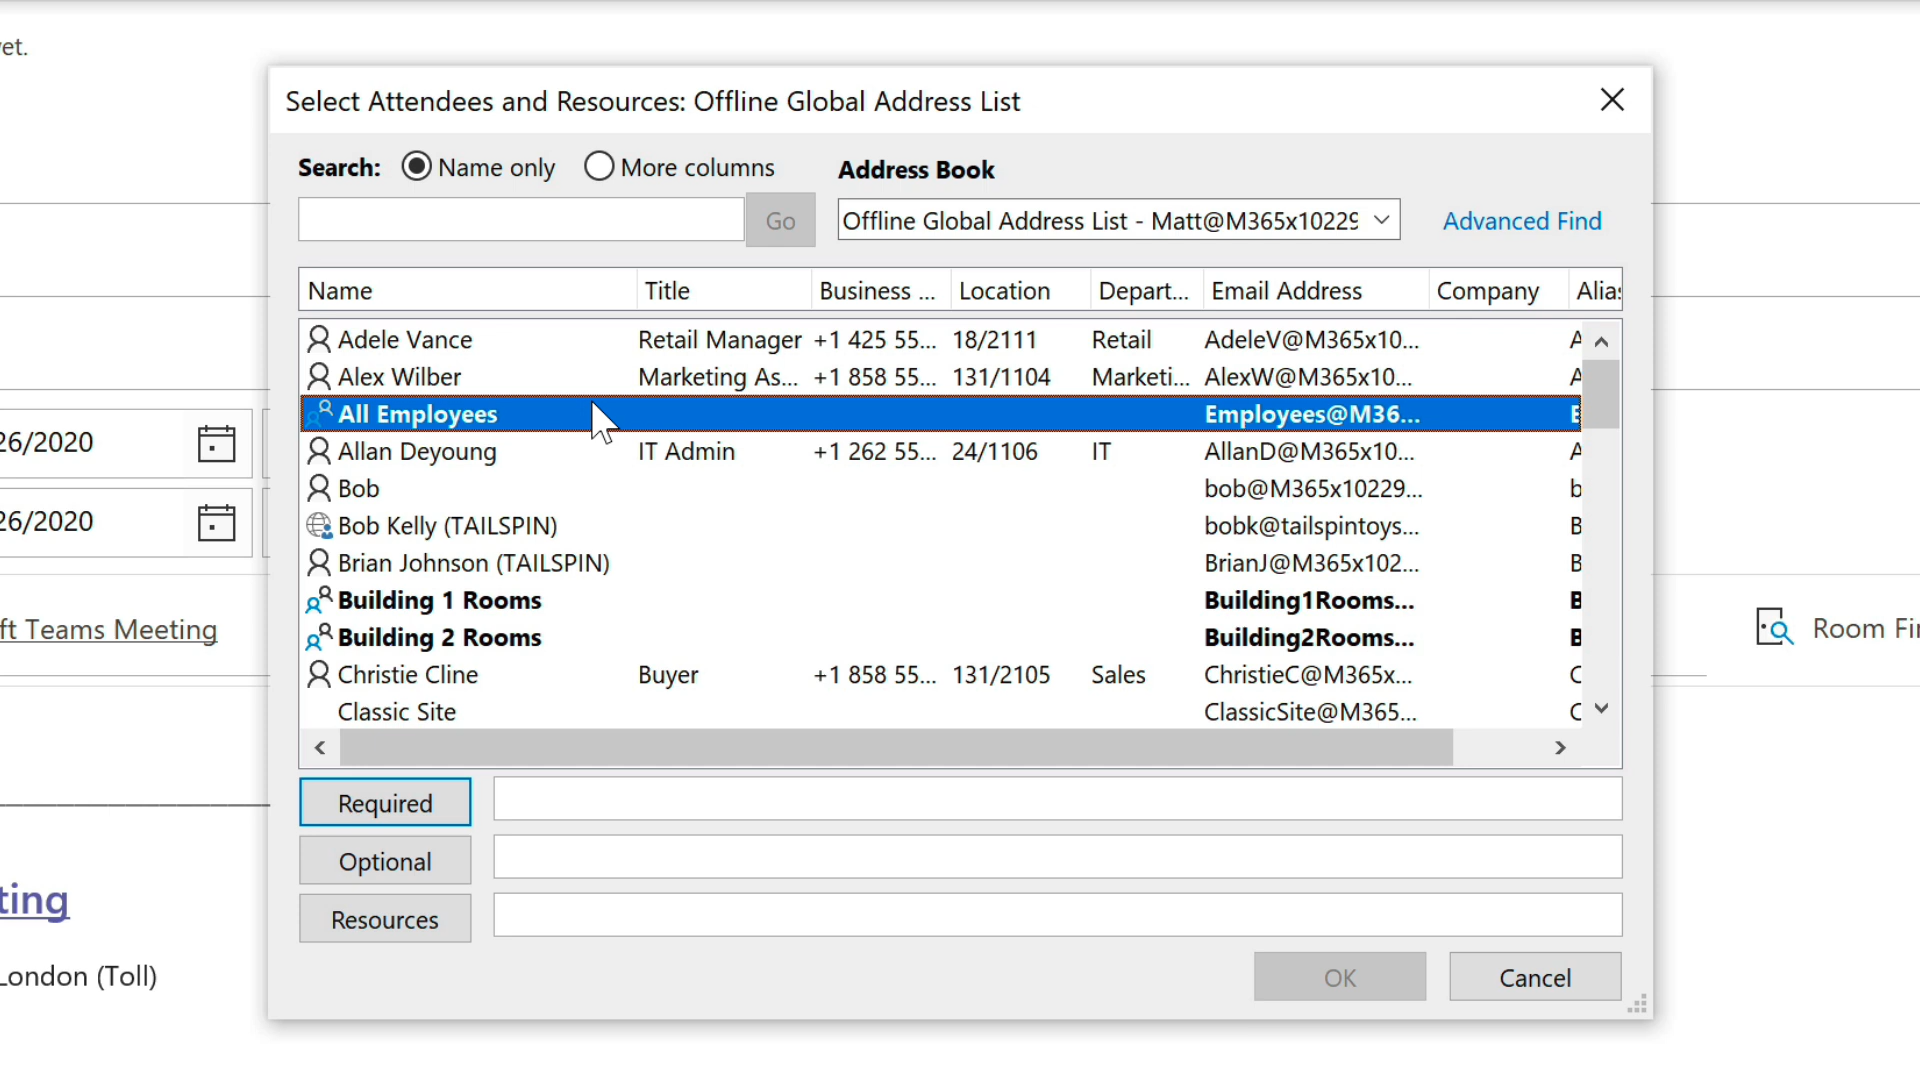 et.
Select Attendees and Resources: Offline Global Address List
Search: Name only More columns Address Book
Go Offline Global Address List - Matt@M365x10229 Advanced Find
Name Title Business ... Location Depart... Email Address Company Alia
Adele Vance Retail Manager +1 425 55... 18/2111 Retail AdeleV@M365x10... A
Alex Wilber Marketing As... +1 858 55... 131/1104 Marketi... AlexW@M365x10... A
All Employees Employees@M36... E
26/2020 Allan Deyoung IT Admin +1 262 55... 24/1106 IT AllanD@M365x10... A
Bob bob@M365x10229... b
26/2020 Bob Kelly (TAILSPIN) bobk@tailspintoys... B
Brian Johnson (TAILSPIN) BrianJ@M365x102... B
Building 1 Rooms Building1Rooms... B
ft Teams Meeting Building 2 Rooms Building2Rooms... B Room Fi
Christie Cline Buyer +1 858 55... 131/2105 Sales ChristieC@M365x... C
Classic Site ClassicSite@M365... C
Required
Optional
ting Resources
London (Toll) OK Cancel